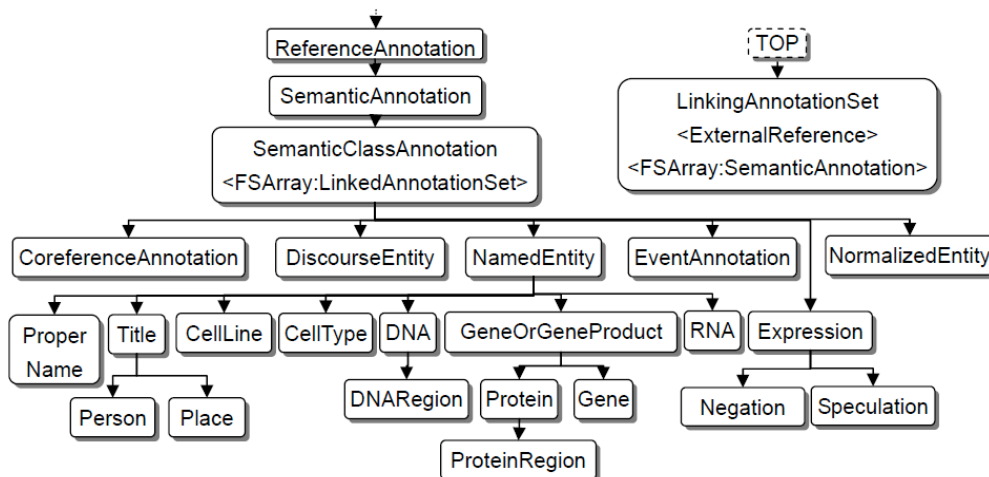 ReferenceAnnotation
TOP
SemanticAnnotation
LinkingAnnotationSet
<ExternalReference>
<FSArray:SemanticAnnotation>
SemanticClassAnnotation
<FSArray:LinkedAnnotationSet>
CoreferenceAnnotation
DiscourseEntity
NamedEntity
EventAnnotation
NormalizedEntity
Proper
Name
Title
CellLine
CellType
DNA
GeneOrGeneProduct
RNA
Expression
Person
Place
DNARegion
Protein
Gene
Negation
Speculation
ProteinRegion